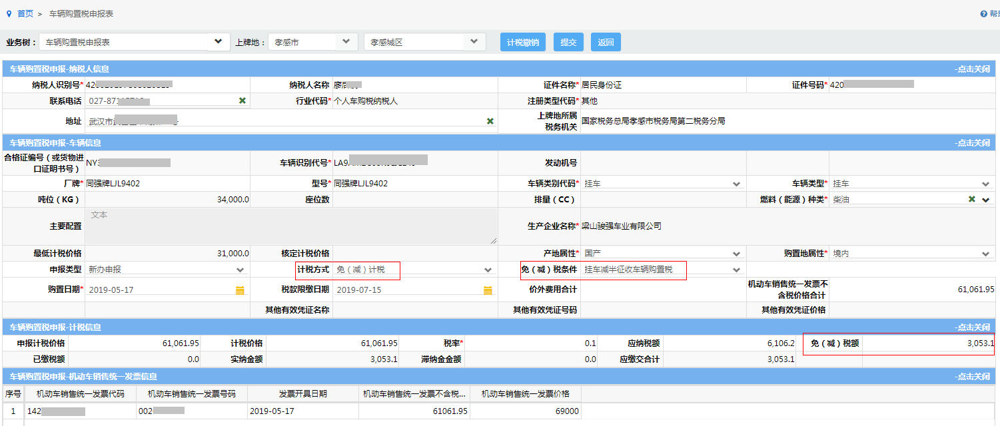 首页 > 车辆购置税申报表
业务树： 车辆购置税申报表 上牌地： 孝感市 孝感城区 计税撤销 提交 返回
车辆购置税申报-纳税人信息 -点击关闭
纳税人识别号* 纳税人名称 证件名称* 居民身份证 证件号码* 420
联系电话 027-87 行业代码* 个人车购税纳税人 注册类型代码* 其他
地址 武汉市 上牌地所属税务机关 国家税务总局孝感市税务局第二税务分局
车辆购置税申报-车辆信息 -点击关闭
合格证编号（或货物进口证明书号） NY 车辆识别代号* 发动机号
厂牌* 同强牌LJL9402 型号* 同强牌LJL9402 车辆类别代码* 挂车 车辆类型* 挂车
吨位（KG） 34,000.0 座位数 排量（CC） 燃料（能源）种类* 柴油
主要配置 文本 生产企业名称* 梁山骏强车业有限公司
最低计税价格 31,000.0 核定计税价格 产地属性* 国产 购置地属性* 境内
申报类型 新办申报 计税方式 免（减）计税 免（减）税条件 挂车减半征收车辆购置税
购置日期* 2019-05-17 税款限缴日期 2019-07-15 价外费用合计 机动车销售统一发票不含税价格合计 61,061.95
其他有效凭证名称 其他有效凭证号码 其他有效凭证价格
车辆购置税申报-计税信息 -点击关闭
申报计税价格 61,061.95 计税价格 61,061.95 税率* 0.1 应纳税额 6,106.2 免（减）税额 3,053.1
已缴税额 0.0 实纳金额 3,053.1 滞纳金金额 0.0 应缴交合计 3,053.1
车辆购置税申报-机动车销售统一发票信息 -点击关闭
序号 机动车销售统一发票代码 机动车销售统一发票号码 发票开具日期 机动车销售统一发票不含税... 机动车销售统一发票价格
1 142 002 2019-05-17 61061.95 69000